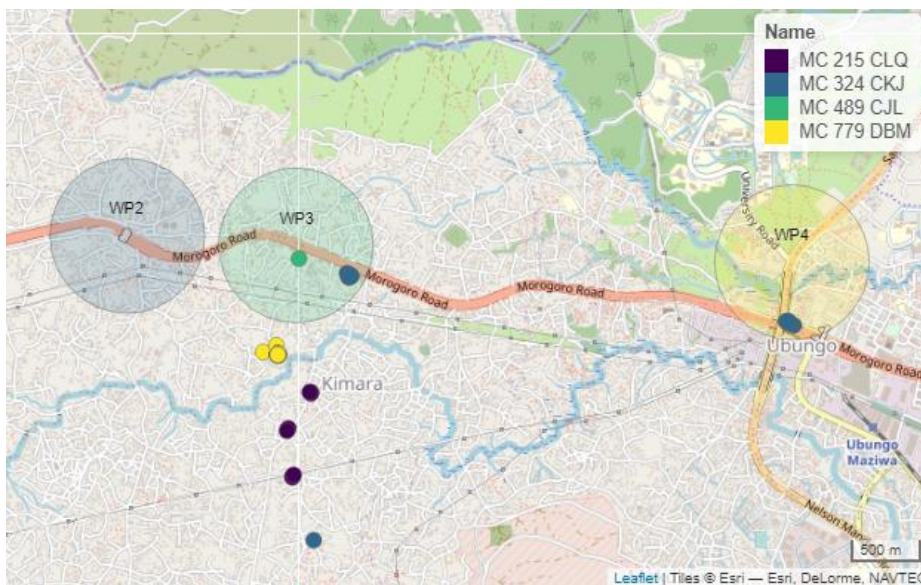 Name
MC 215 CLQ
MC 324 CKJ
MC 489 CJL
MC 779 DBM
University Road
WP2
WP3
WP4
Morogoro Road
Morogoro Road
Morogoro Road
Morogoro Road
Ubungo
Kimara
Ubungo
Maziwa
Nelson Man
500 m
Leaflet | Tiles © Esri — Esri, DeLorme, NAVTEQ